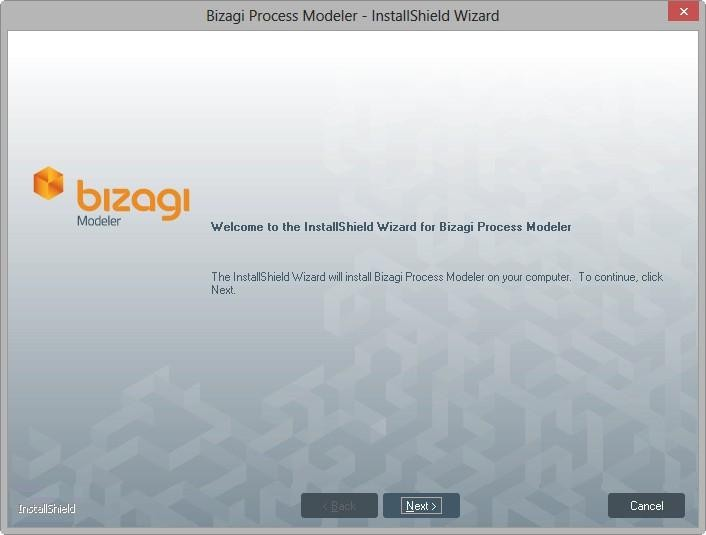 Bizagi Process Modeler - InstallShield Wizard
bizagi
Modeler
Welcome to the InstallShield Wizard for Bizagi Process Modeler
The InstallShield Wizard will install Bizagi Process Modeler on your computer. To continue, click
Next.
InstallShield
< Back
Next >
Cancel